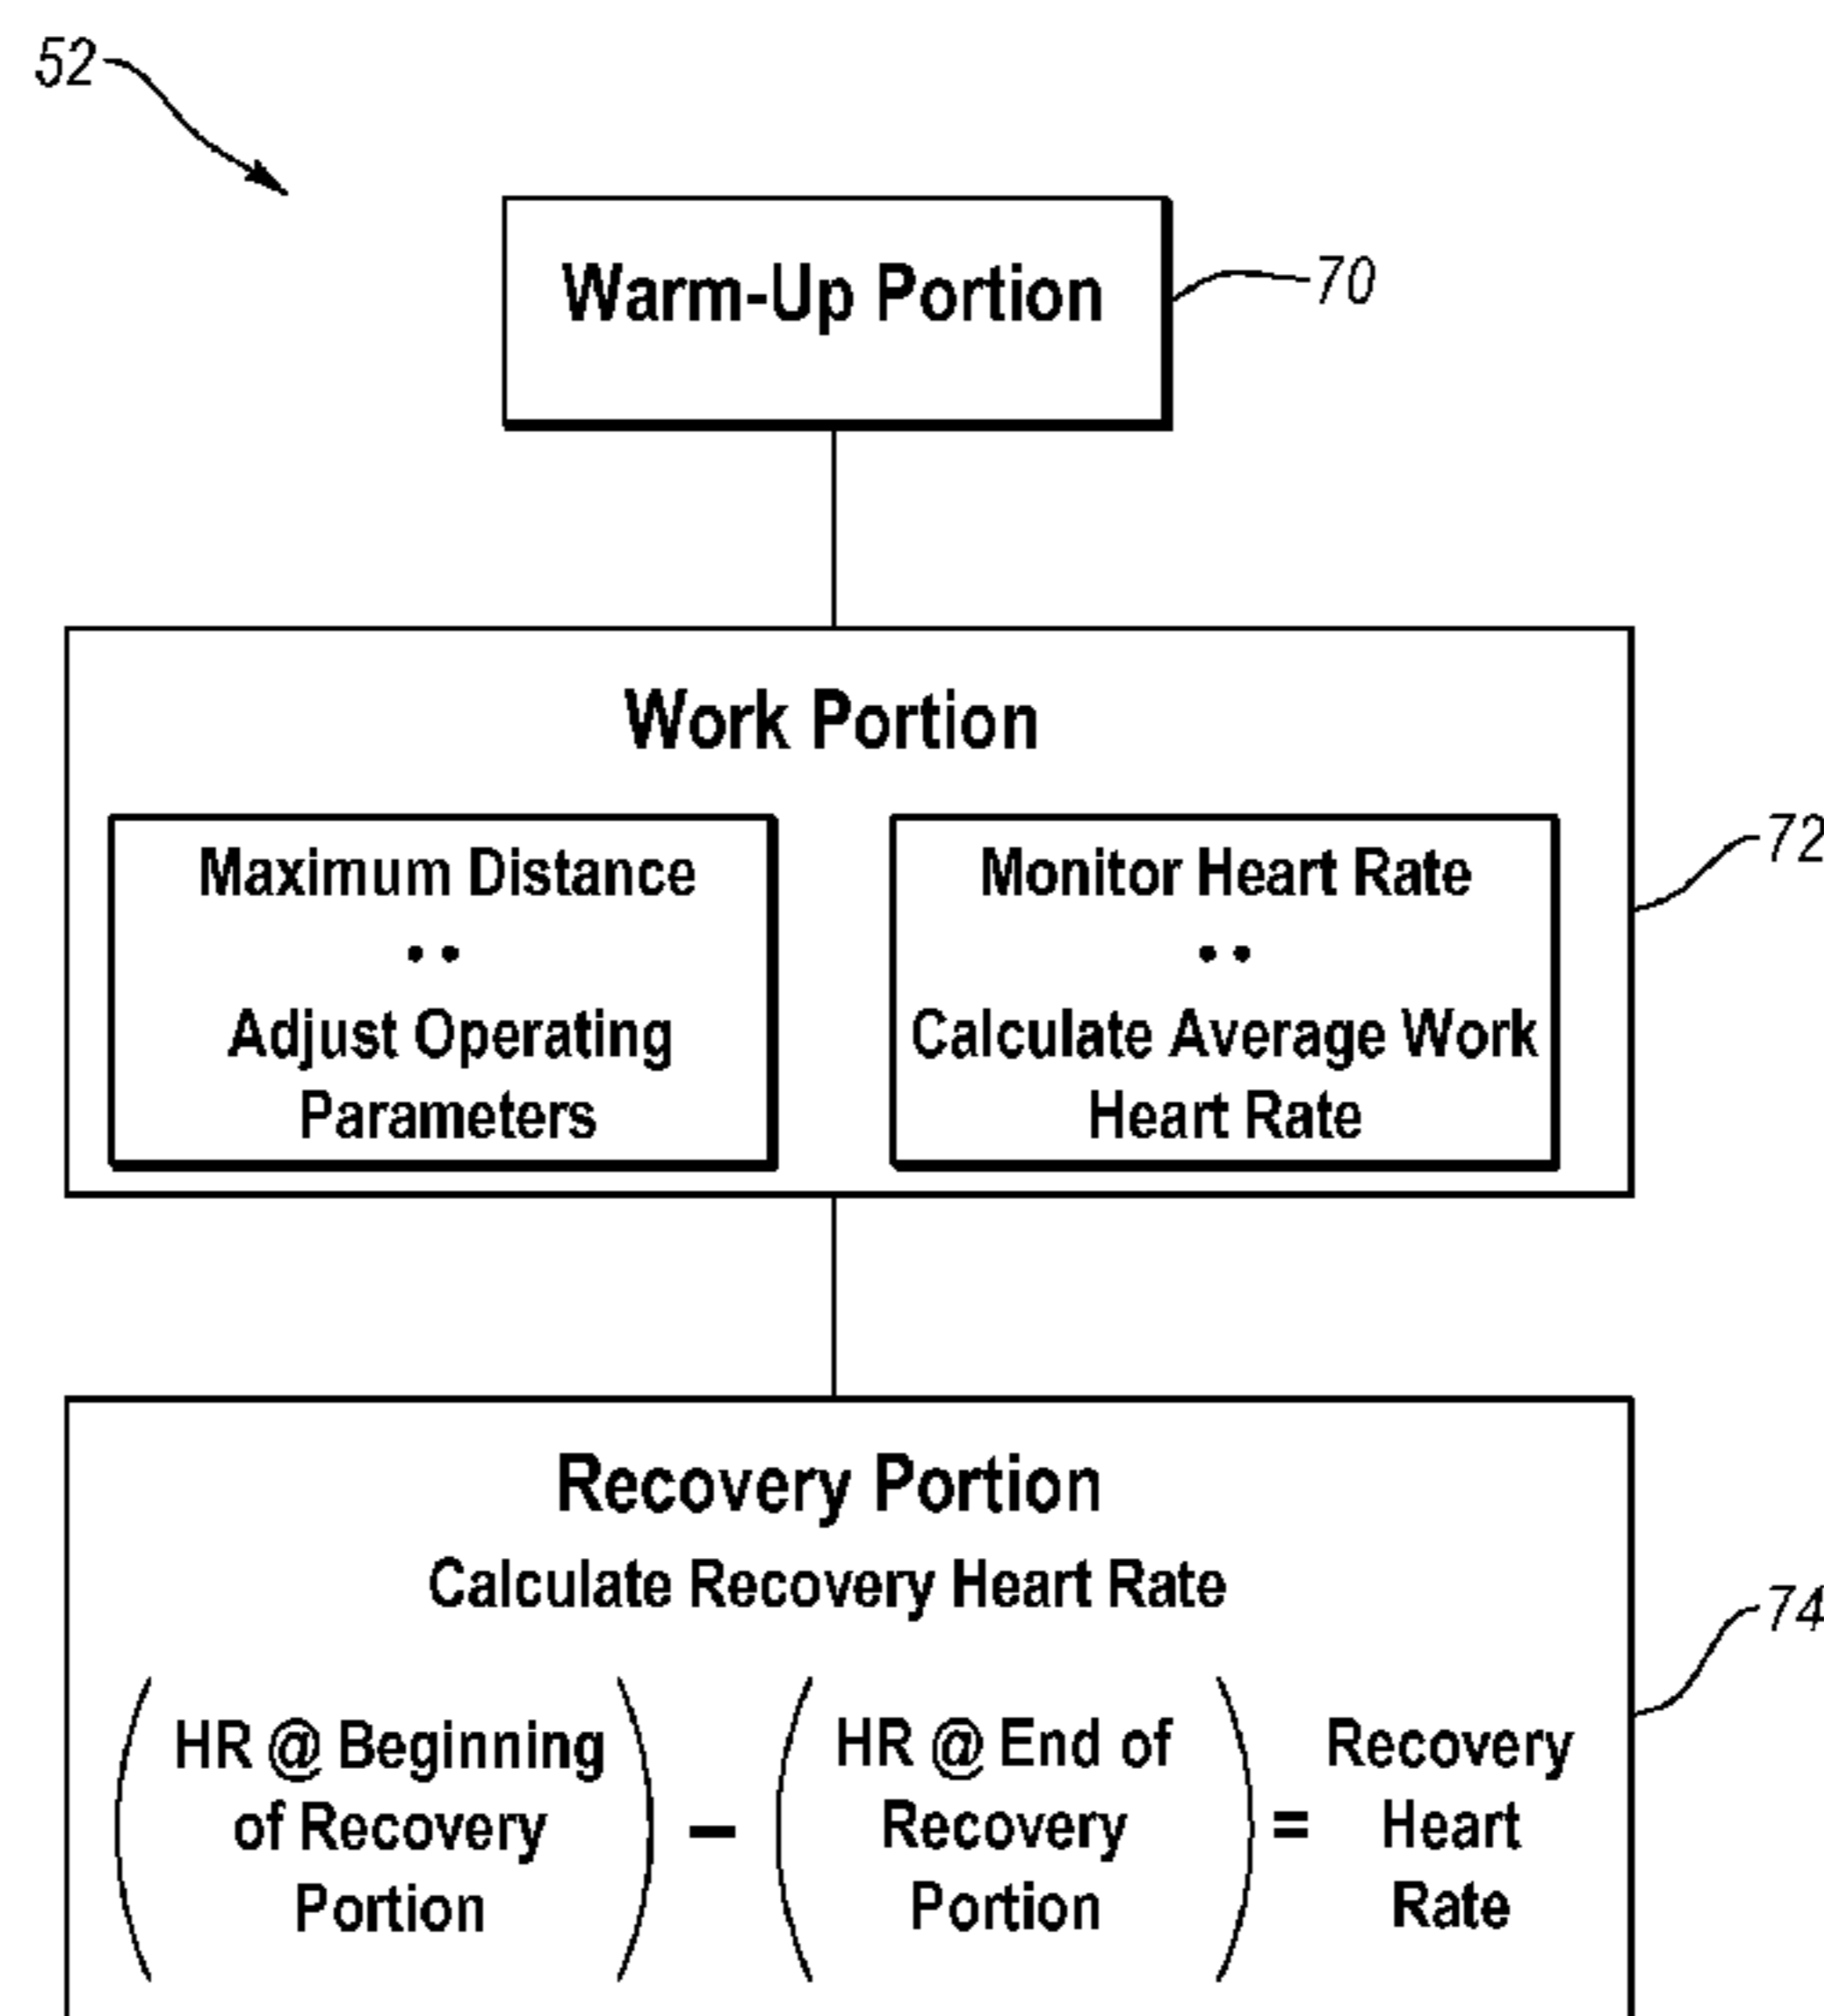 52
Warm-Up Portion
70
Work Portion
Maximum Distance
••
Adjust Operating
Parameters
Monitor Heart Rate
••
Calculate Average Work
Heart Rate
72
Recovery Portion
Calculate Recovery Heart Rate
74
(HR @ Beginning
of Recovery
Portion)
–
(HR @ End of
Recovery
Portion)
=
Recovery
Heart
Rate